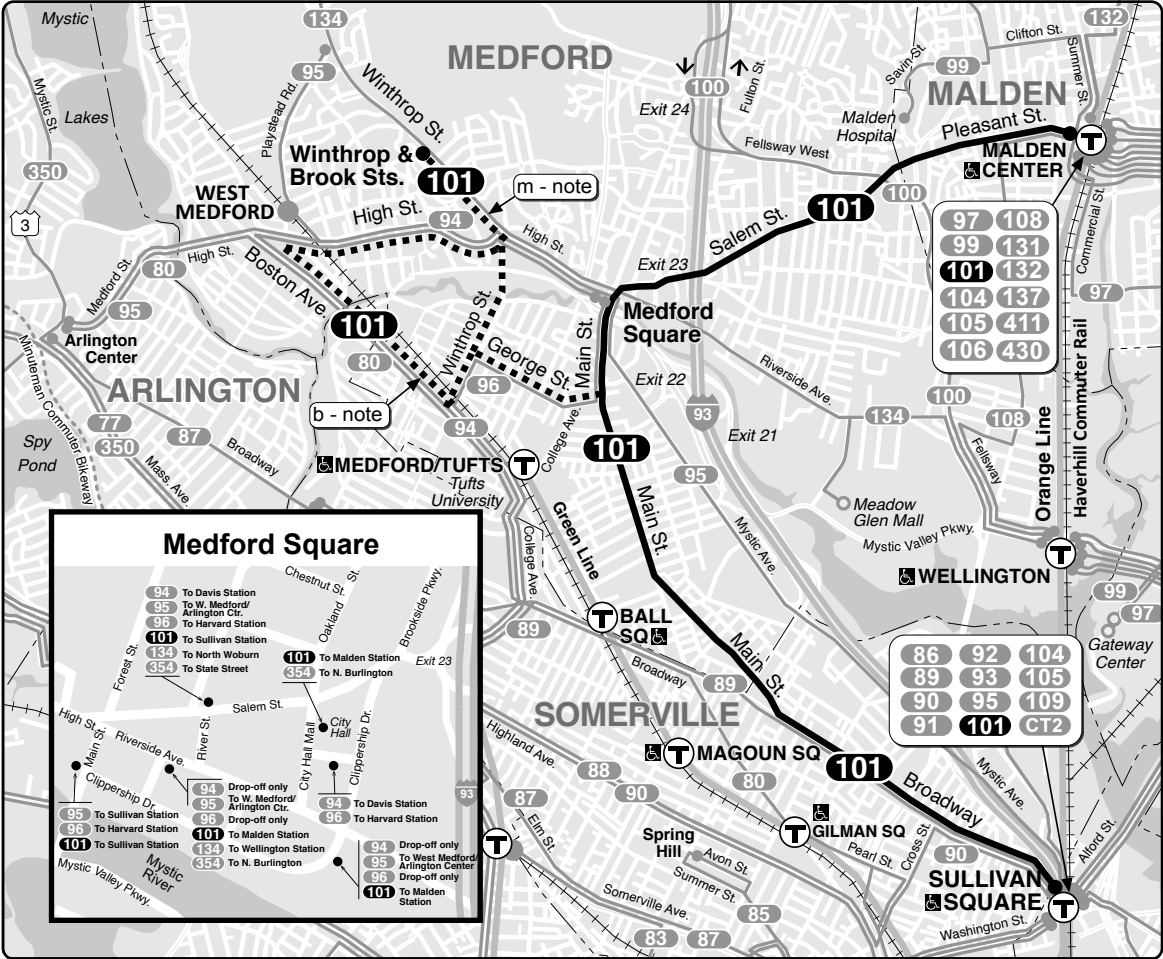 Mystic
134
132
MEDFORD
Clifton St.
Savin St.
Summer St.
95
99
Winthrop St.
Fulton St.
100
Playstead Rd.
MALDEN
Mystic St.
Lakes
Exit 24
Malden
Hospital
Pleasant St.
Winthrop &
Brook Sts.
Fellsway West
MALDEN
CENTER
350
101
m - note
WEST
MEDFORD
100
3
High St.
94
101
97 108
99 131
101 132
104 137
105 411
106 430
Commercial St.
High St.
Salem St.
High St.
80
Medford St.
Boston Ave.
Exit 23
97
95
Medford
Square
101
Winthrop St.
Main St.
Arlington
Center
80
George St.
Riverside Ave.
Haverhill Commuter Rail
Orange Line
Minuteman Commuter Bikeway
ARLINGTON
96
Exit 22
100
b - note
93
134
108
77
350
87
94
College Ave.
Exit 21
Broadway
101
Fellsway
Spy
Pond
Mass. Ave.
MEDFORD/TUFTS
T
Tufts
University
95
Meadow
Glen Mall
Main St.
Mystic Valley Pkwy.
T
WELLINGTON
Green Line
College Ave.
Mystic Ave.
99
97
Gateway
Center
T
BALL
SQ
89
Broadway
89
Main St.
86 92 104
89 93 105
90 95 109
91 101 CT2
SOMERVILLE
Highland Ave.
T
MAGOUN SQ
101
88
80
90
Broadway
Mystic Ave.
87
Elm St.
T
T
GILMAN SQ
Spring
Hill
Avon St.
Summer St.
Pearl St.
Cross St.
90
Alford St.
SULLIVAN
SQUARE
T
Somerville Ave.
85
Washington St.
83
87
Medford Square
Chestnut St.
Oakland St.
Brookside Pkwy.
94 To Davis Station
95 To W. Medford/
Arlington Ctr.
96 To Harvard Station
101 To Sullivan Station
134 To North Woburn
354 To State Street
101 To Malden Station
354 To N. Burlington
Exit 23
Forest St.
Salem St.
High St.
Main St.
Riverside Ave.
River St.
City Hall Mall
City
Hall
Clippership Dr.
Clippership Dr.
93
94 Drop-off only
95 To W. Medford/
Arlington Ctr.
96 Drop-off only
101 To Malden Station
134 To Wellington Station
354 To N. Burlington
94 To Davis Station
96 To Harvard Station
95 To Sullivan Station
96 To Harvard Station
101 To Sullivan Station
94 Drop-off only
95 To West Medford/
Arlington Center
96 Drop-off only
101 To Malden
Station
Mystic
River
Mystic Valley Pkwy.
T